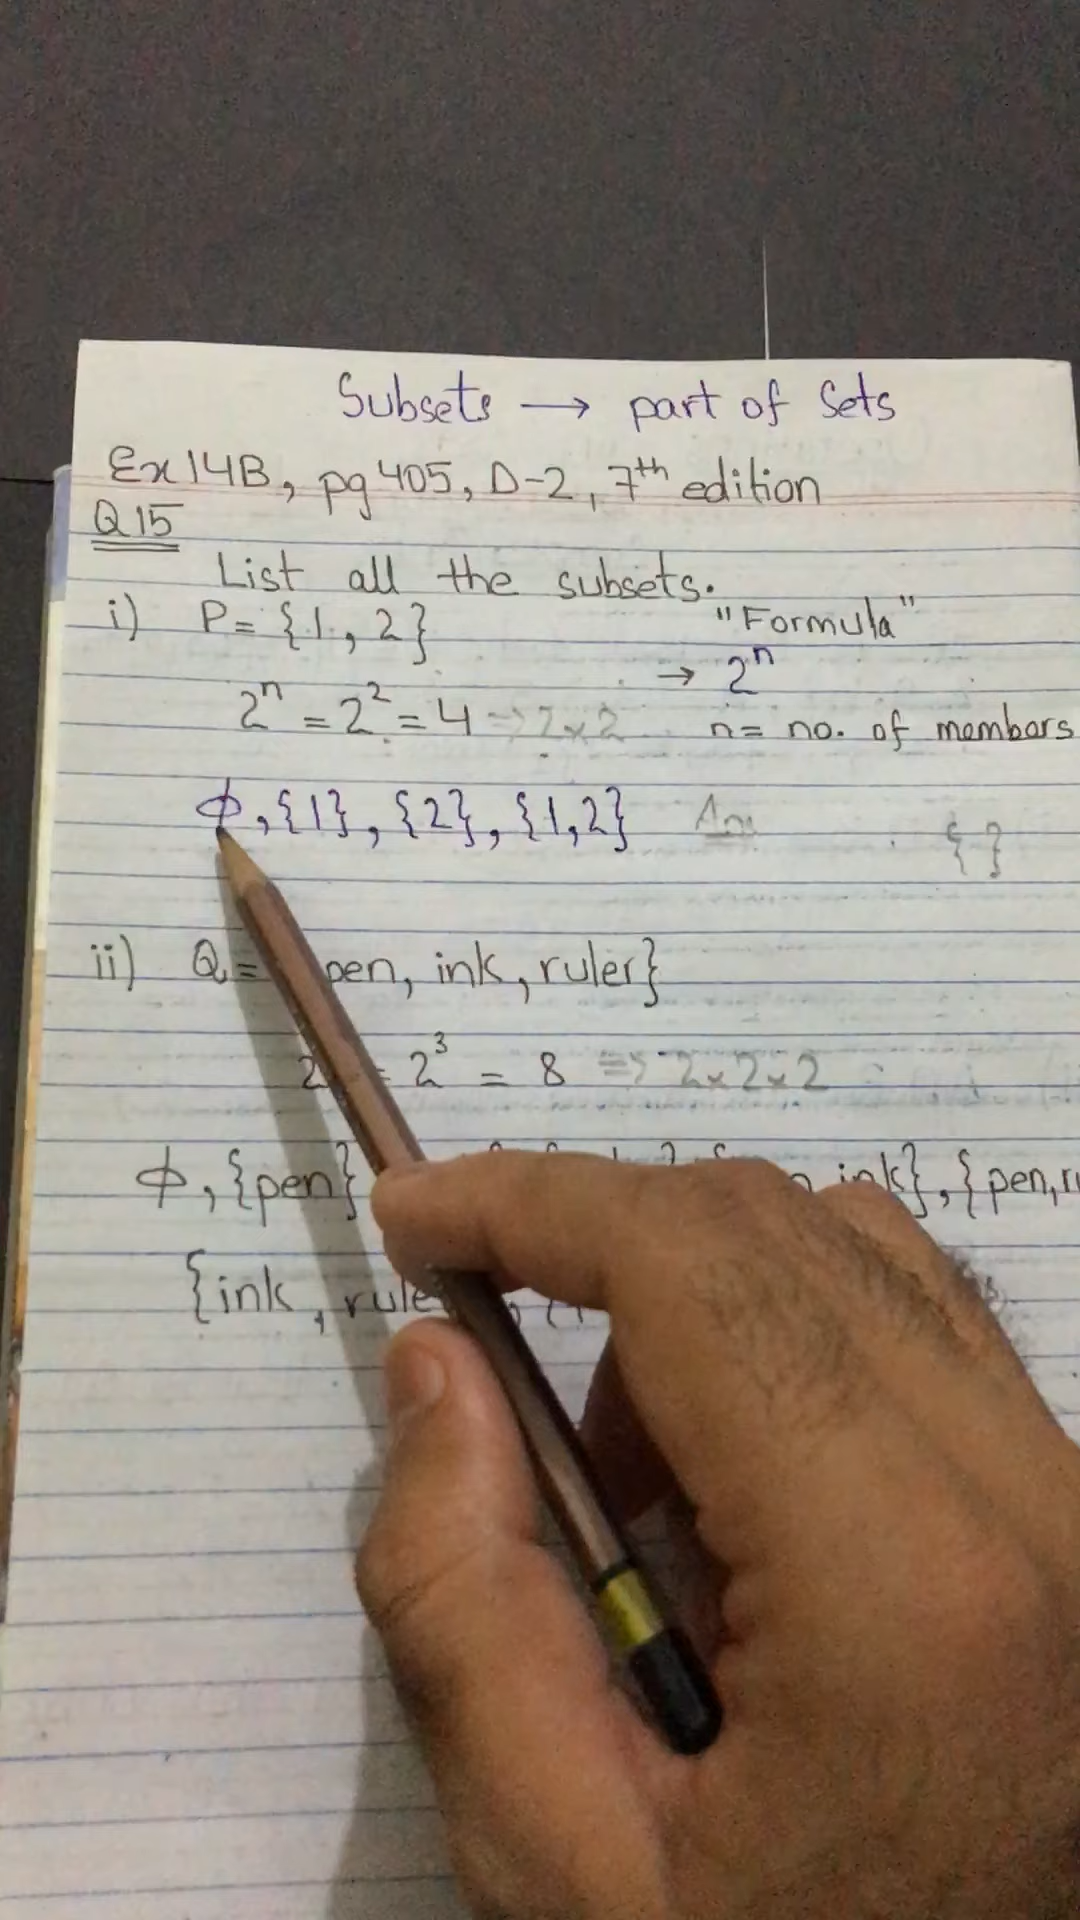 Subsets → part of Sets
Ex 14B, pg 405, D-2, 7th edition
Q15
List all the subsets.
i) P = {1, 2} "Formula"
→ 2ⁿ
2ⁿ = 2² = 4 ⇒ 2×2 n = no. of members
Φ, {1}, {2}, {1,2} Ans { }
ii) Q = pen, ink, ruler}
2 = 2³ = 8 ⇒ 2×2×2
Φ, {pen} ink}, {pen,
{ink,